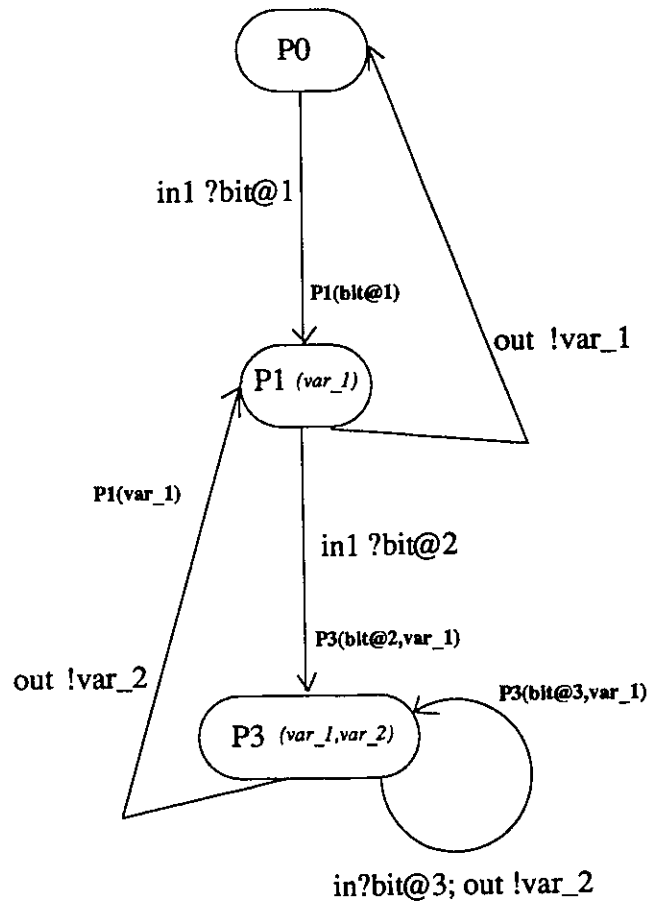 P0
in1 ?bit@1
P1(bit@1)
out !var_1
P1 (var_1)
P1(var_1)
in1 ?bit@2
P3(bit@2,var_1)
out !var_2
P3(bit@3,var_1)
P3 (var_1,var_2)
in?bit@3; out !var_2